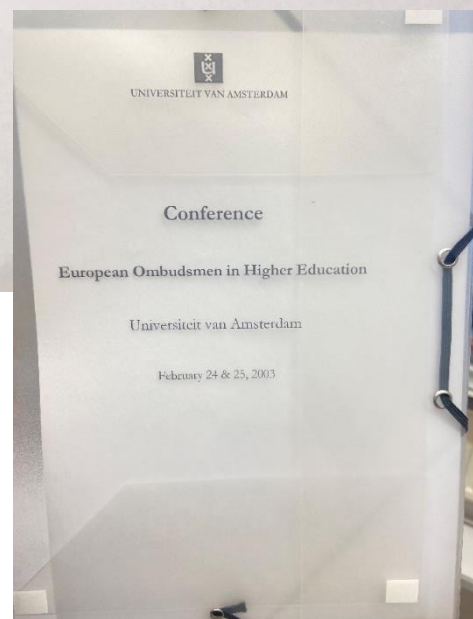 UNIVERSITEIT VAN AMSTERDAM
Conference
European Ombudsmen in Higher Education
Universiteit van Amsterdam
February 24 & 25, 2003